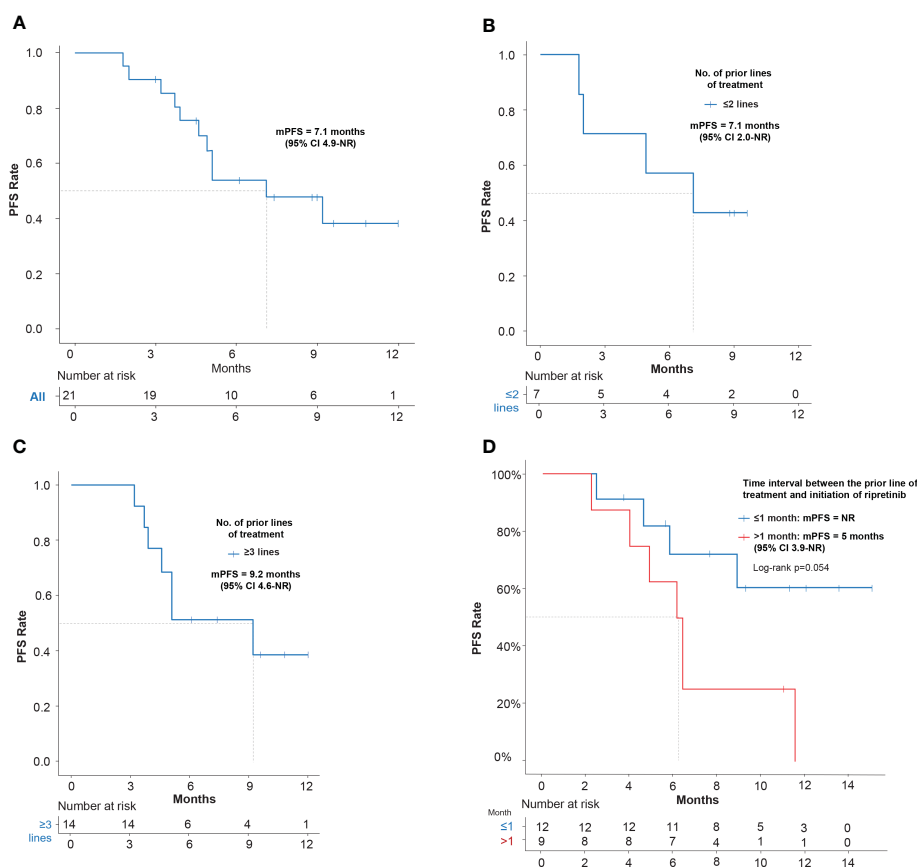 A
1.0
0.8
0.6
0.4
0.2
0.0
PFS Rate
mPFS = 7.1 months
(95% CI 4.9-NR)
0 3 6 9 12
Months
Number at risk
All 21 19 10 6 1
0 3 6 9 12
B
1.0
0.8
0.6
0.4
0.2
0.0
PFS Rate
No. of prior lines
of treatment
≤2 lines
mPFS = 7.1 months
(95% CI 2.0-NR)
0 3 6 9 12
Months
Number at risk
≤2 7 5 4 2 0
lines 0 3 6 9 12
C
1.0
0.8
0.6
0.4
0.2
0.0
PFS Rate
No. of prior lines
of treatment
≥3 lines
mPFS = 9.2 months
(95% CI 4.6-NR)
0 3 6 9 12
Months
Number at risk
≥3 14 14 6 4 1
lines 0 3 6 9 12
D
100%
80%
60%
40%
20%
0%
PFS Rate
Time interval between the prior line of
treatment and initiation of ripretinib
≤1 month: mPFS = NR
>1 month: mPFS = 5 months
(95% CI 3.9-NR)
Log-rank p=0.054
0 2 4 6 8 10 12 14
Months
Number at risk
Month
≤1 12 12 12 11 8 5 3 0
>1 9 8 8 7 4 1 1 0
0 2 4 6 8 10 12 14